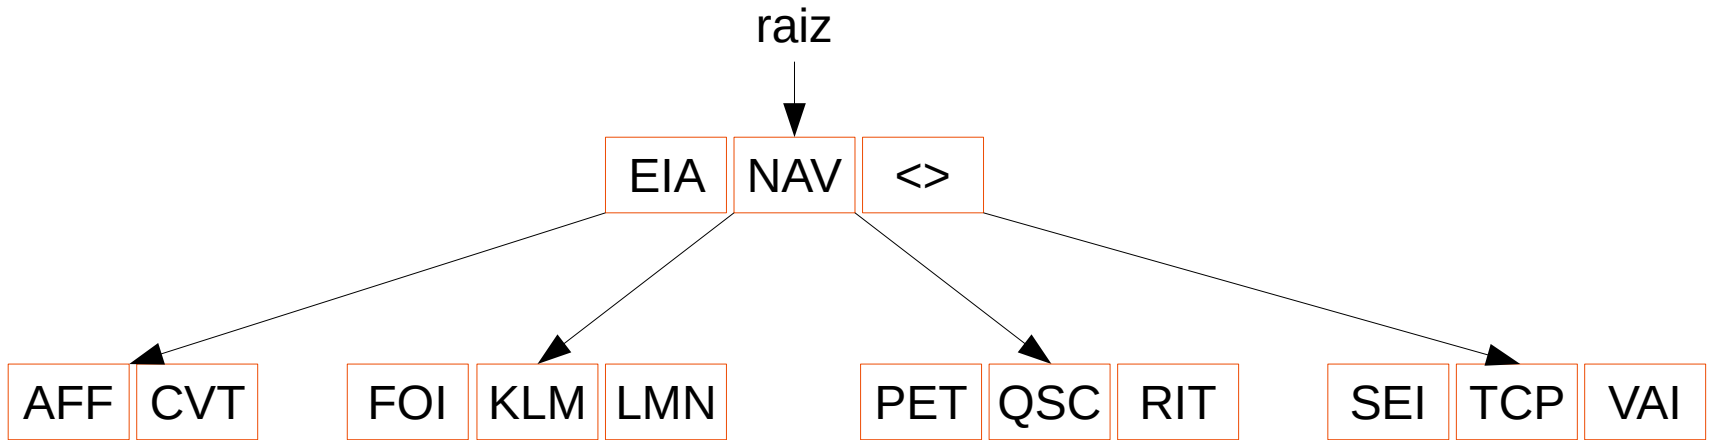 raiz
EIA NAV <>
AFF CVT FOI KLM LMN PET QSC RIT SEI TCP VAI